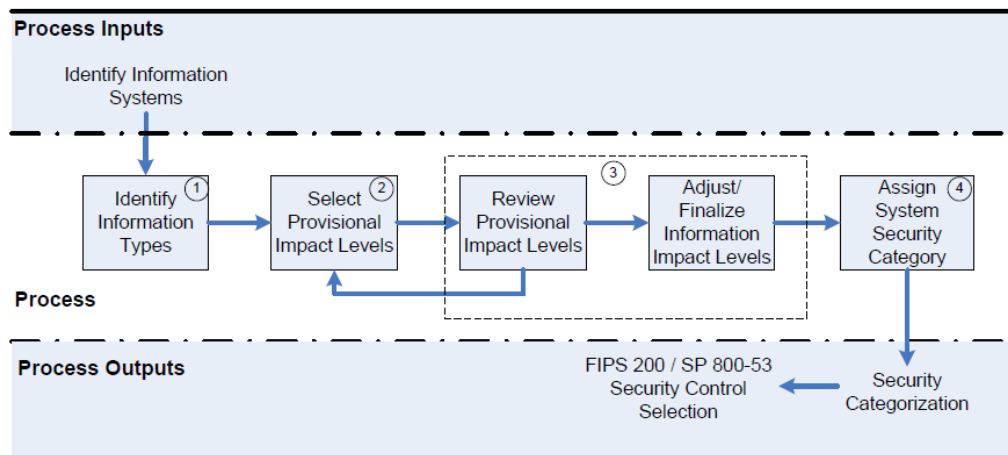 Process Inputs
Identify Information
Systems
1
Identify
Information
Types
2
Select
Provisional
Impact Levels
3
Review
Provisional
Impact Levels
Adjust/
Finalize
Information
Impact Levels
4
Assign
System
Security
Category
Process
Process Outputs
FIPS 200 / SP 800-53
Security Control
Selection
Security
Categorization